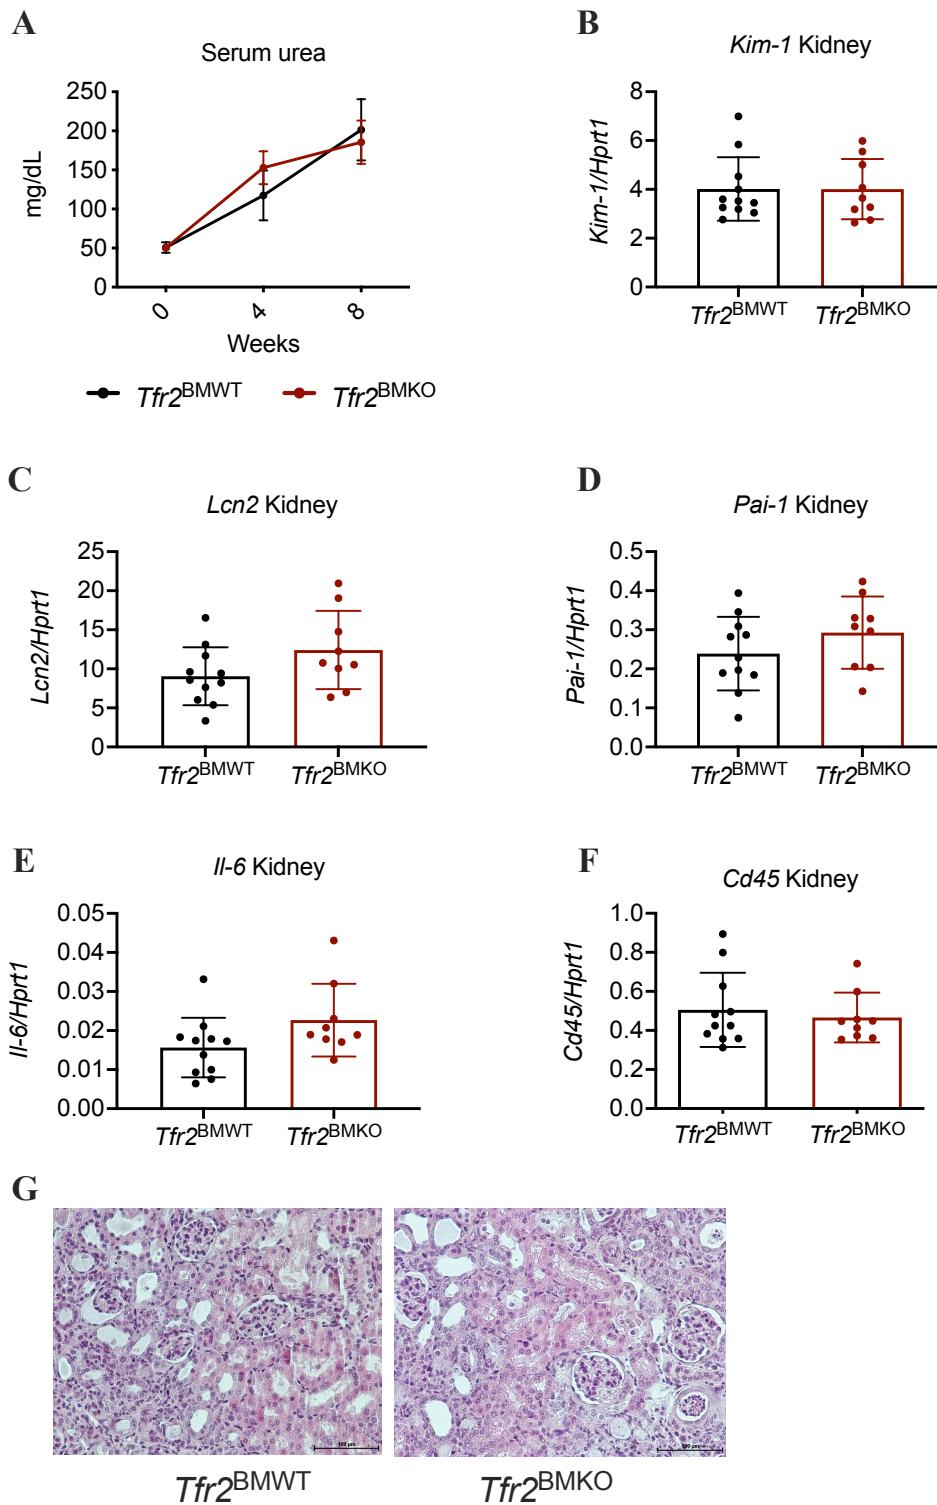 A
Serum urea
250
200
150
100
50
0
mg/dL
0
4
8
Weeks
Tfr2BMWT
Tfr2BMKO
B
Kim-1 Kidney
8
6
4
2
0
Kim-1/Hprt1
Tfr2BMWT
Tfr2BMKO
C
Lcn2 Kidney
25
20
15
10
5
0
Lcn2/Hprt1
Tfr2BMWT
Tfr2BMKO
D
Pai-1 Kidney
0.5
0.4
0.3
0.2
0.1
0.0
Pai-1/Hprt1
Tfr2BMWT
Tfr2BMKO
E
Il-6 Kidney
0.05
0.04
0.03
0.02
0.01
0.00
Il-6/Hprt1
Tfr2BMWT
Tfr2BMKO
F
Cd45 Kidney
1.0
0.8
0.6
0.4
0.2
0.0
Cd45/Hprt1
Tfr2BMWT
Tfr2BMKO
G
100 µm
100 µm
Tfr2BMWT
Tfr2BMKO